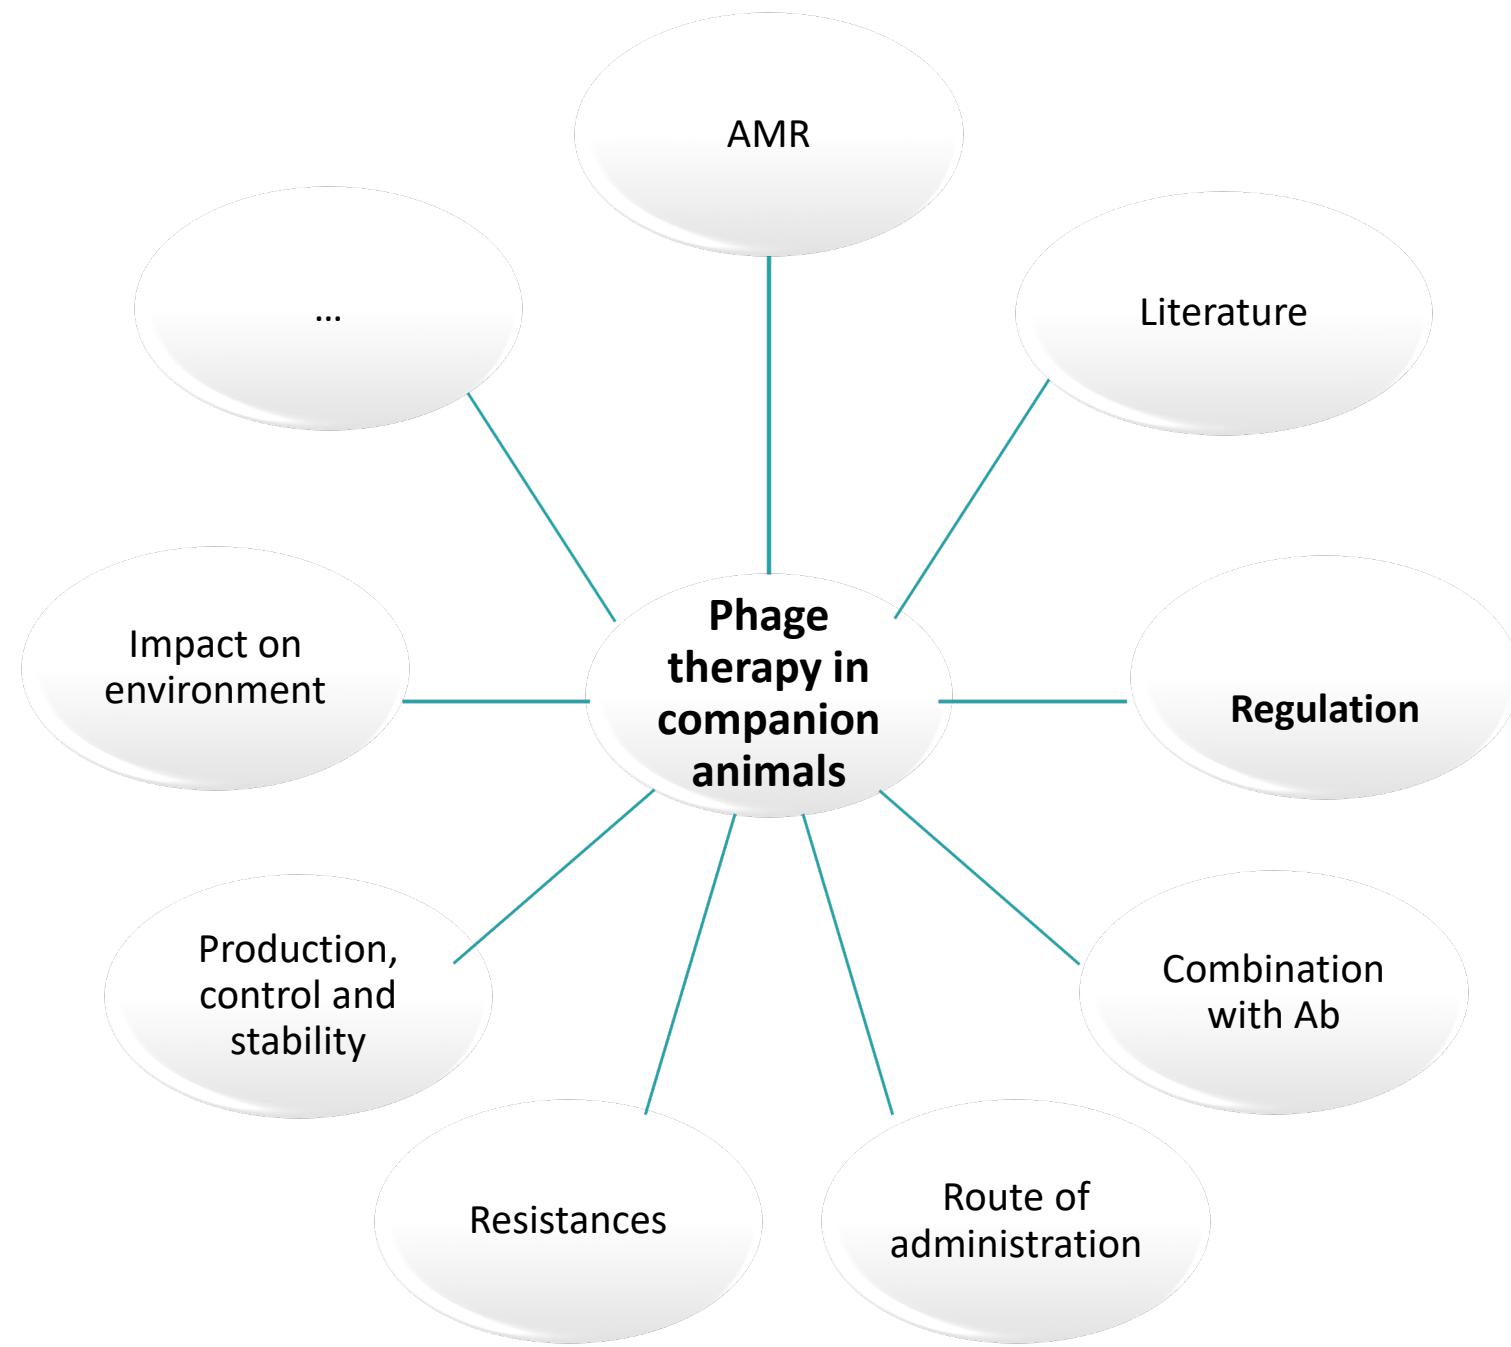 AMR
Literature
Regulation
Combination
with Ab
Route of
administration
Resistances
Production,
control and
stability
Impact on
environment
...
Phage
therapy in
companion
animals